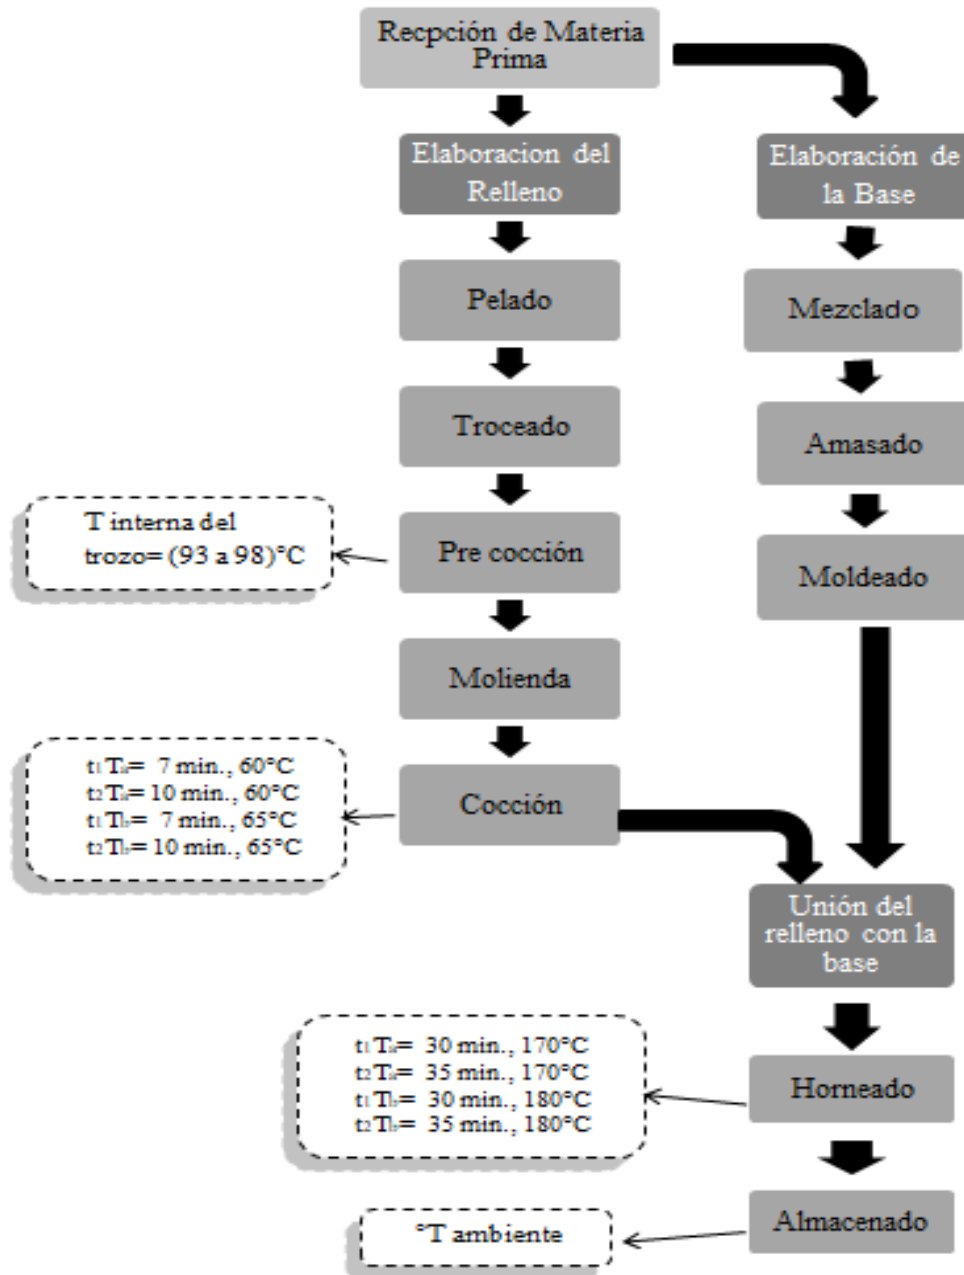 Recpción de Materia
Prima
Elaboracion del
Relleno
Elaboración de
la Base
Pelado
Mezclado
Troceado
Amasado
T interna del
trozo= (93 a 98)°C
Pre cocción
Moldeado
Molienda
t1 Ta= 7 min., 60°C
t2 Ta= 10 min., 60°C
t1 Tb= 7 min., 65°C
t2 Tb= 10 min., 65°C
Cocción
Unión del
relleno con la
base
t1 Ta= 30 min., 170°C
t2 Ta= 35 min., 170°C
t1 Tb= 30 min., 180°C
t2 Tb= 35 min., 180°C
Horneado
°T ambiente
Almacenado